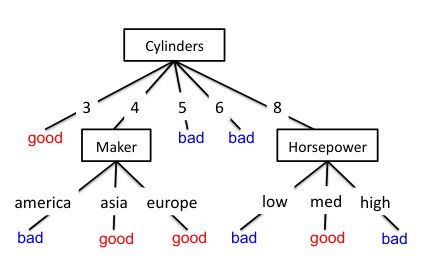 Cylinders
3 4 5 6 8
good bad bad
Maker Horsepower
america asia europe low med high
bad good good bad good bad